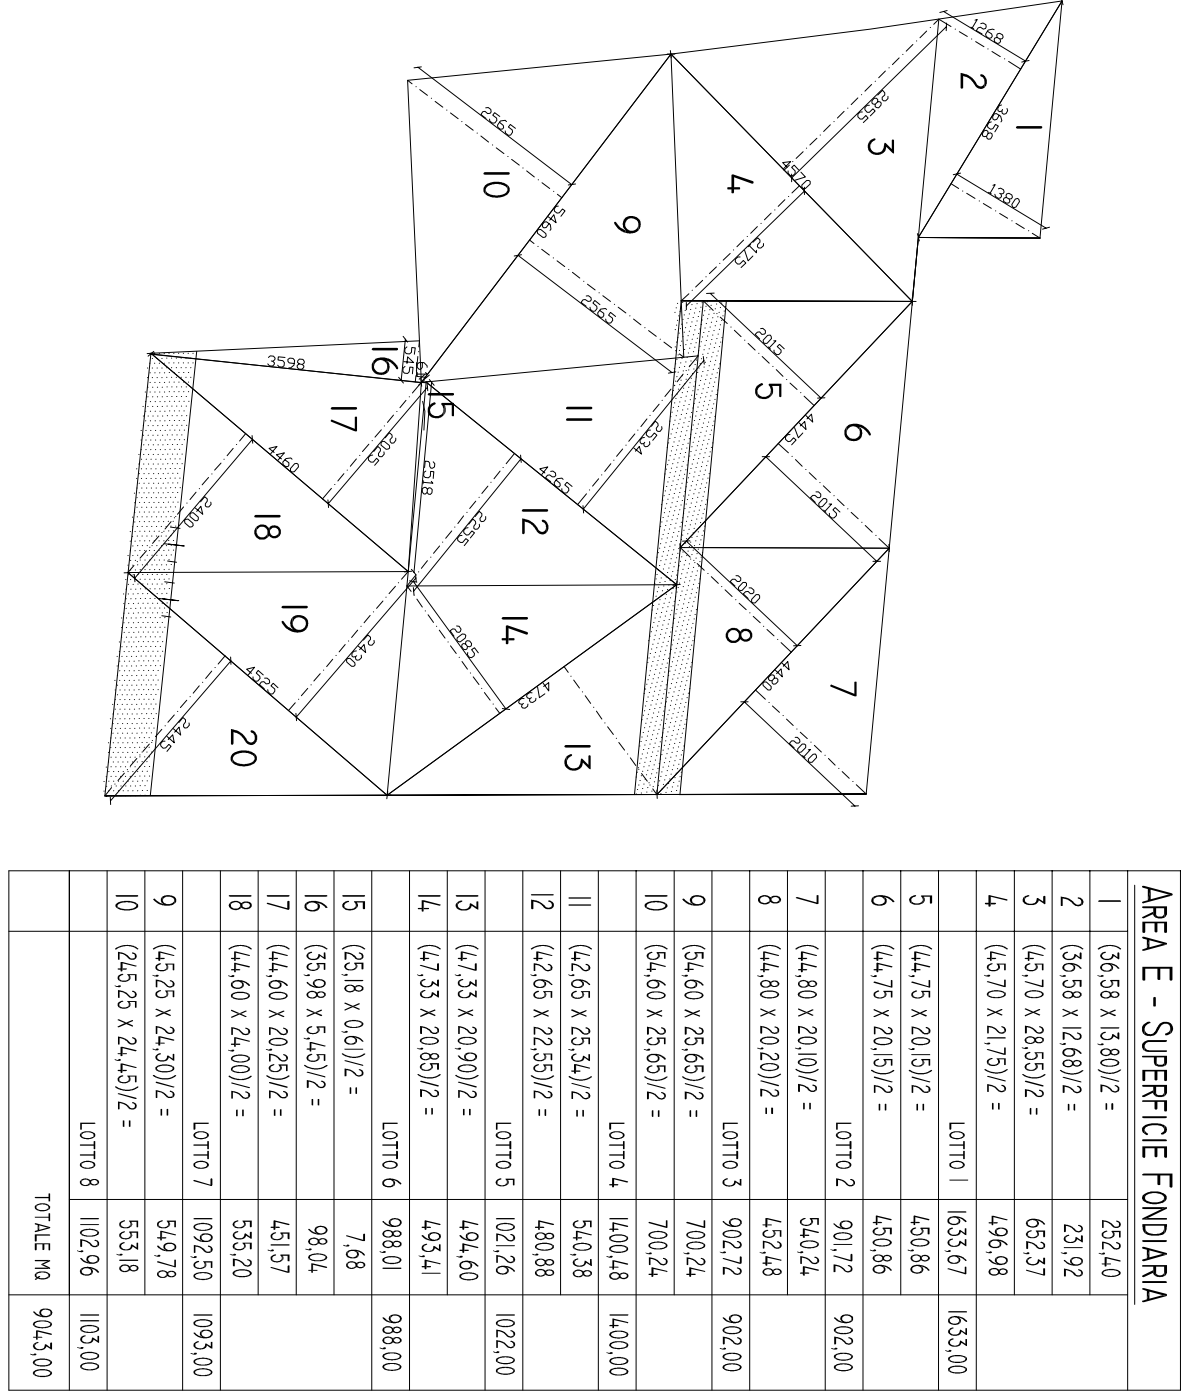 AREA E - SUPERFICIE FONDIARIA
1 (36,58 x 13,80)/2 = 252,40
2 (36,58 x 12,68)/2 = 231,92
3 (45,70 x 28,55)/2 = 652,37
4 (45,70 x 21,75)/2 = 496,98
LOTTO 1 1633,67 1633,00
5 (44,75 x 20,15)/2 = 450,86
6 (44,75 x 20,15)/2 = 450,86
LOTTO 2 901,72 902,00
7 (44,80 x 20,10)/2 = 540,24
8 (44,80 x 20,20)/2 = 452,48
LOTTO 3 902,72 902,00
9 (54,60 x 25,65)/2 = 700,24
10 (54,60 x 25,65)/2 = 700,24
LOTTO 4 1400,48 1400,00
11 (42,65 x 25,34)/2 = 540,38
12 (42,65 x 22,55)/2 = 480,88
LOTTO 5 1021,26 1022,00
13 (47,33 x 20,90)/2 = 494,60
14 (47,33 x 20,85)/2 = 493,41
LOTTO 6 988,01 988,00
15 (25,18 x 0,61)/2 = 7,68
16 (35,98 x 5,45)/2 = 98,04
17 (44,60 x 20,25)/2 = 451,57
18 (44,60 x 24,00)/2 = 535,20
LOTTO 7 1092,50 1093,00
9 (45,25 x 24,30)/2 = 549,78
10 (245,25 x 24,45)/2 = 553,18
LOTTO 8 1102,96 1103,00
TOTALE MQ 9043,00
1
1268
2
3658
1380
3
2855
4570
4
2175
9
10
2565
5460
2565
2015
5
4475
6
2015
2020
8
4480
7
2010
11
2534
4265
12
2255
14
2085
4733
13
16
545
61
15
2518
3598
17
2025
4460
18
2400
19
2430
4525
20
2445